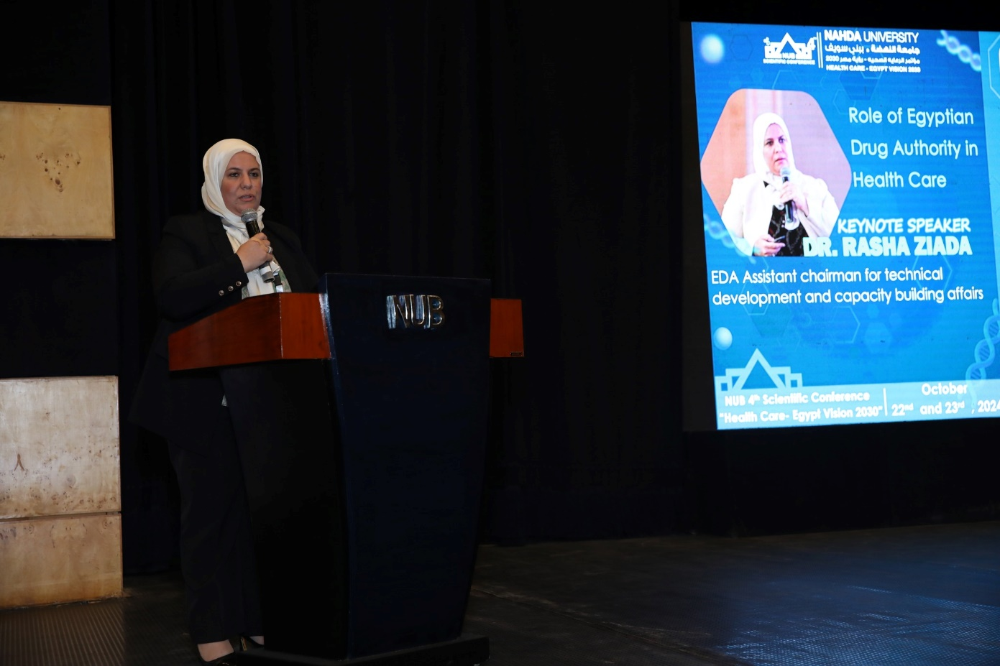 NAHDA UNIVERSITY
جامعة النهضة - بني سويف
مؤتمر الرعاية الصحية - رؤية مصر 2030
HEALTH CARE - EGYPT VISION 2030
NUB
SCIENTIFIC CONFERENCE
Role of Egyptian
Drug Authority in
Health Care
KEYNOTE SPEAKER
DR. RASHA ZIADA
EDA Assistant chairman for technical
development and capacity building affairs
NUB 4th Scientific Conference
"Health Care- Egypt Vision 2030"
October
22nd and 23rd , 2024
NUB